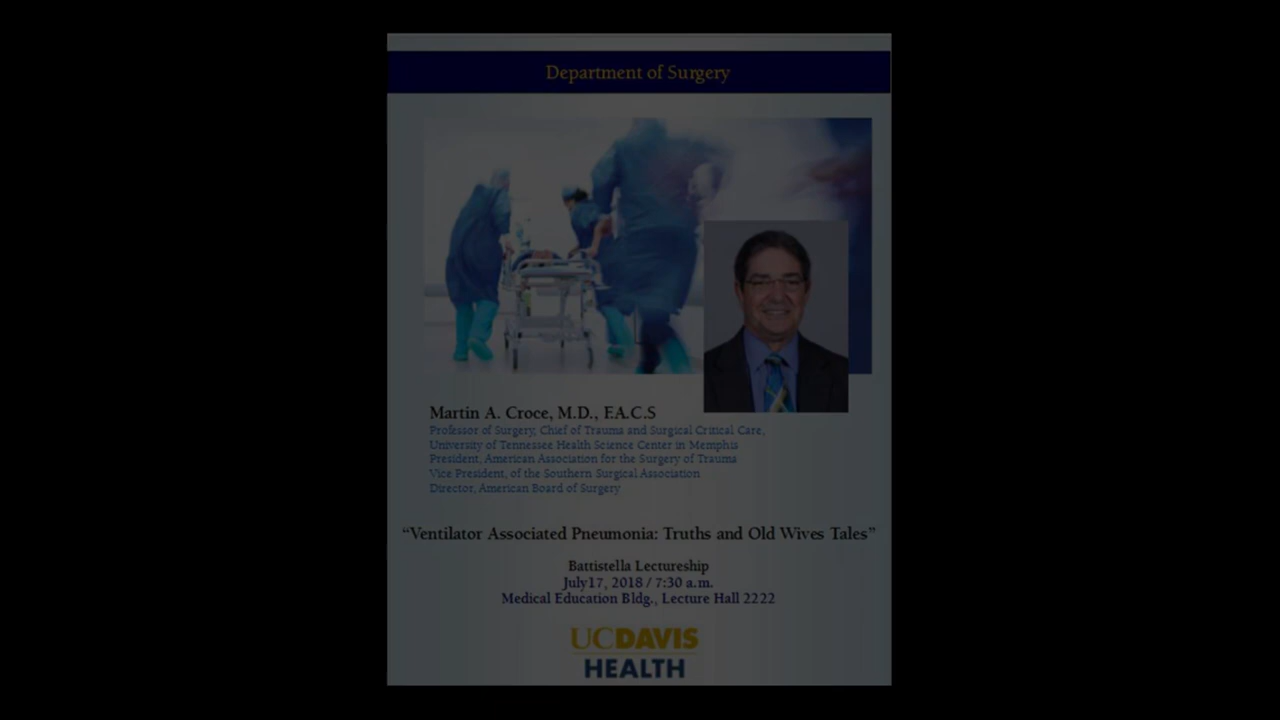 Department of Surgery
Martin A. Croce, M.D., F.A.C.S
Professor of Surgery, Chief of Trauma and Surgical Critical Care,
University of Tennessee Health Science Center in Memphis
President, American Association for the Surgery of Trauma
Vice President, of the Southern Surgical Association
Director, American Board of Surgery
“Ventilator Associated Pneumonia: Truths and Old Wives Tales”
Battistella Lectureship
July17, 2018 / 7:30 a.m.
Medical Education Bldg., Lecture Hall 2222
UCDAVIS
HEALTH